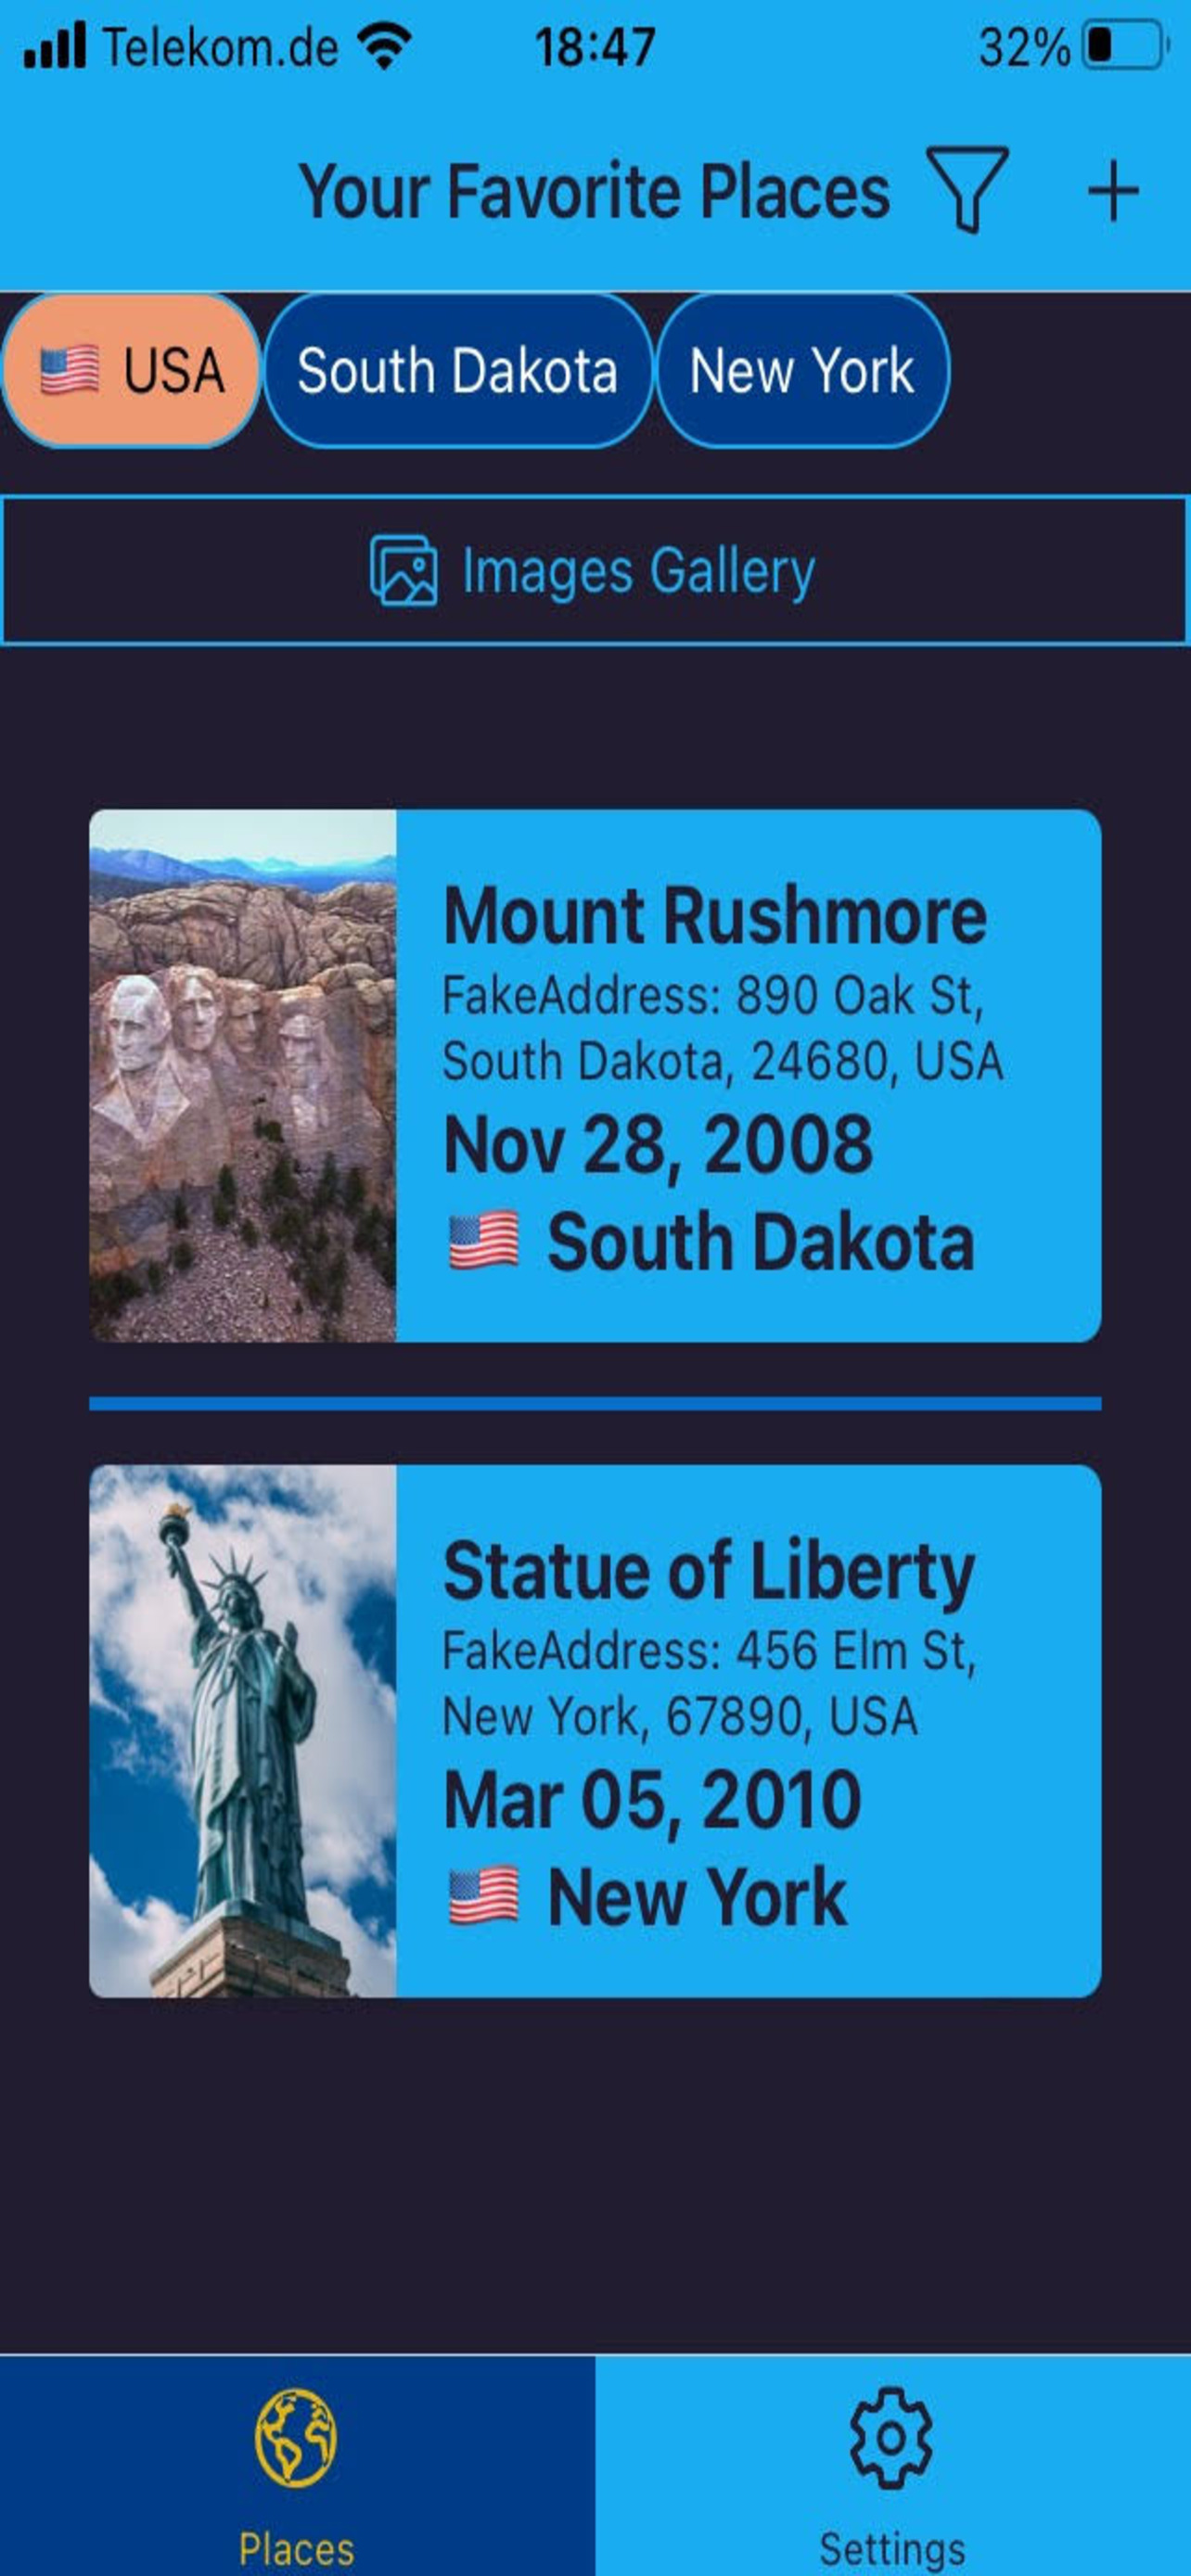 Telekom.de 18:47 32%
Your Favorite Places
🇺🇸 USA South Dakota New York
Images Gallery
Mount Rushmore
FakeAddress: 890 Oak St,
South Dakota, 24680, USA
Nov 28, 2008
🇺🇸 South Dakota
Statue of Liberty
FakeAddress: 456 Elm St,
New York, 67890, USA
Mar 05, 2010
🇺🇸 New York
Places Settings